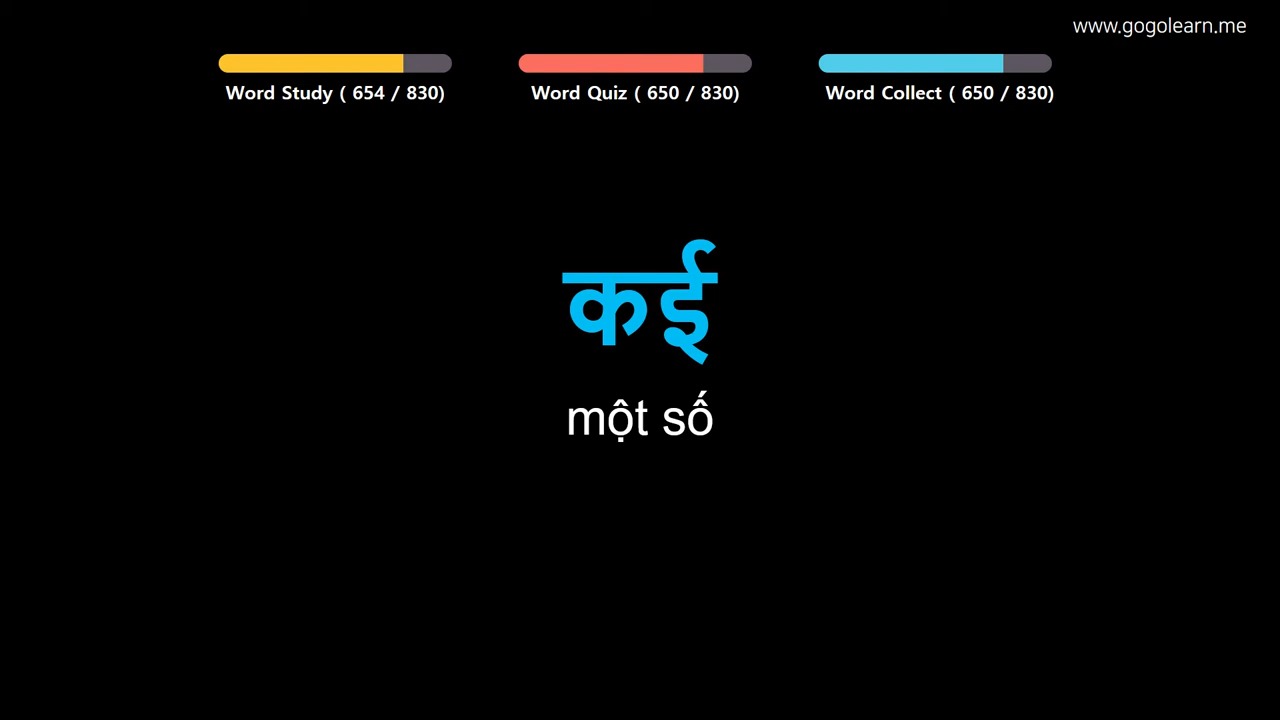 www.gogolearn.me
Word Study ( 654 / 830)
Word Quiz ( 650 / 830)
Word Collect ( 650 / 830)
कई
một số